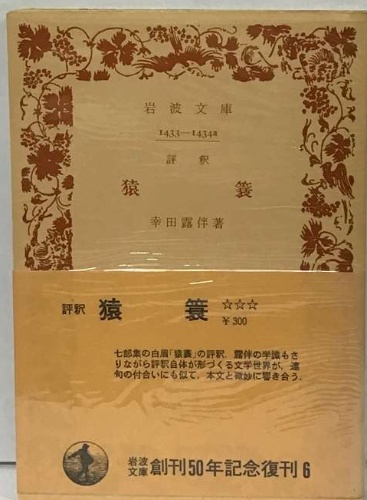 岩波文庫
1433—1434a
評釈
猿蓑
幸田露伴著
評釈 猿蓑 ☆☆☆
￥300
七部集の白眉「猿蓑」の評釈．露伴の学識もさ
りながら評釈自体が形づくる文学世界が，連
句の付合いにも似て，本文と微妙に響き合う．
岩波
文庫 創刊50年記念復刊6